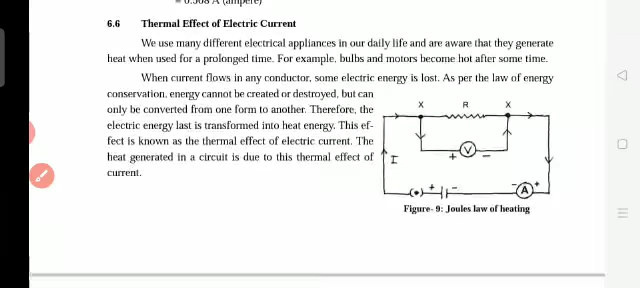 = 0.508 A (ampere)
6.6 Thermal Effect of Electric Current
We use many different electrical appliances in our daily life and are aware that they generate
heat when used for a prolonged time. For example, bulbs and motors become hot after some time.
When current flows in any conductor, some electric energy is lost. As per the law of energy
conservation, energy cannot be created or destroyed, but can
only be converted from one form to another. Therefore, the
electric energy last is transformed into heat energy. This ef-
fect is known as the thermal effect of electric current. The
heat generated in a circuit is due to this thermal effect of
current.
X R X
V
+ −
I
(•) + −
− A +
Figure- 9: Joules law of heating